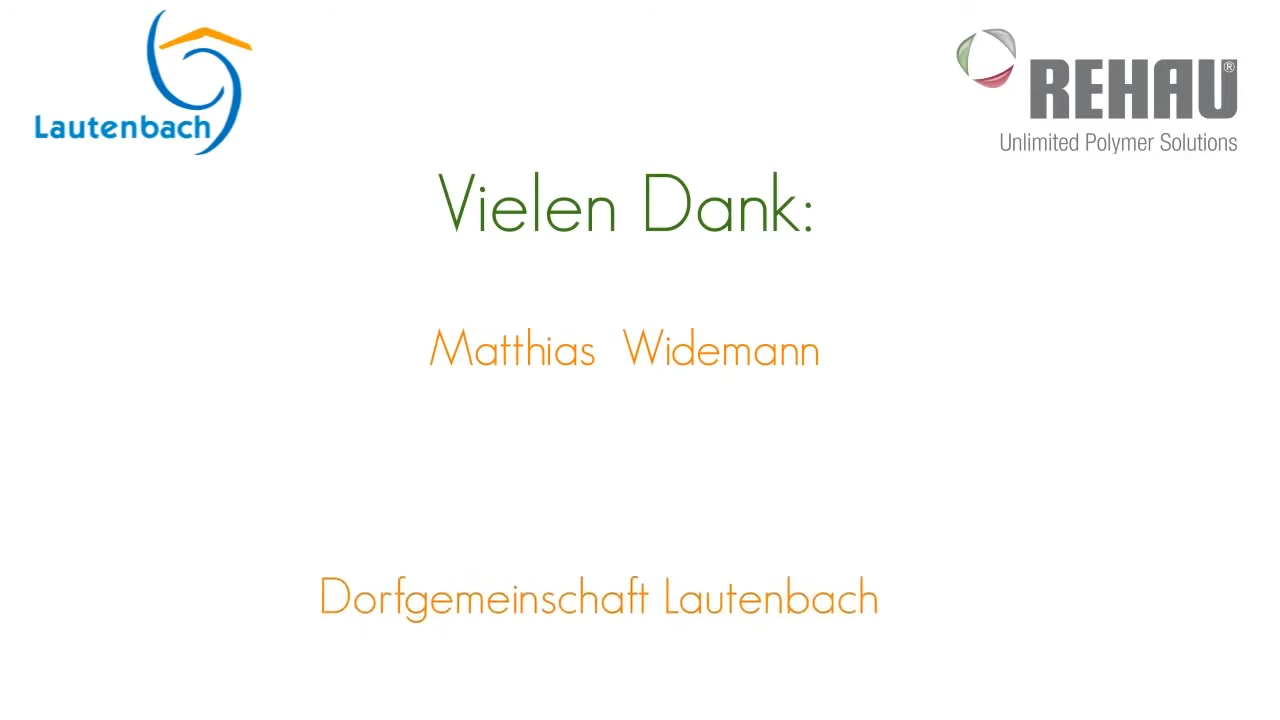 Lautenbach
REHAU®
Unlimited Polymer Solutions
Vielen Dank:
Matthias Widemann
Dorfgemeinschaft Lautenbach